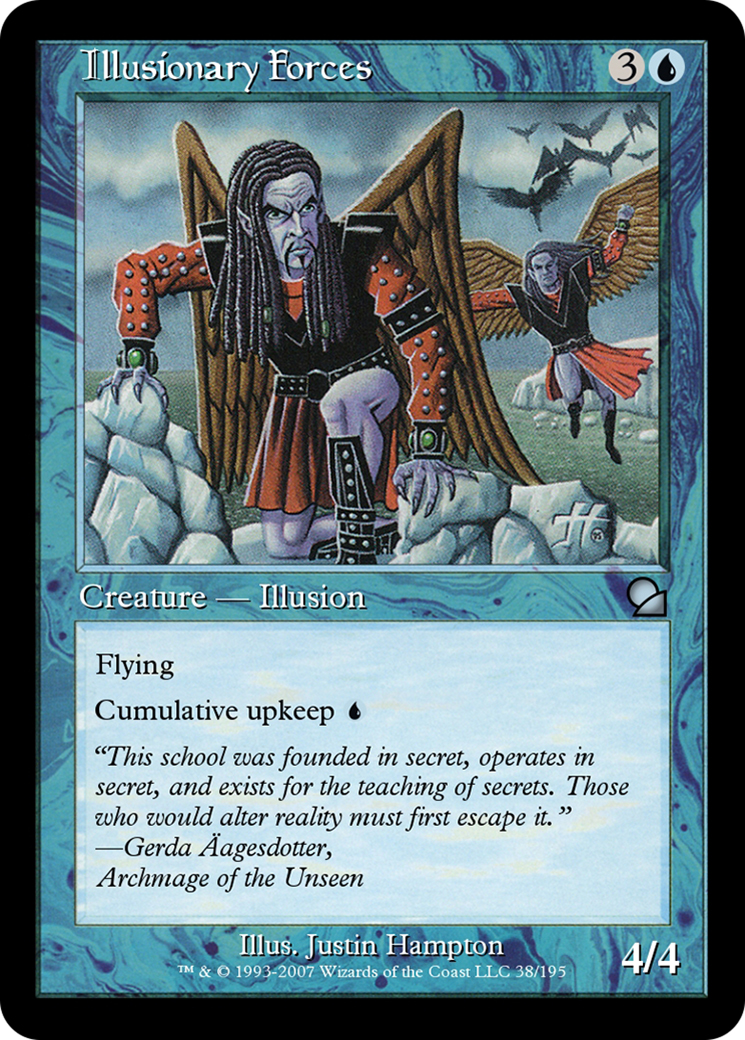 Illusionary Forces
3
Creature — Illusion
Flying
Cumulative upkeep
“This school was founded in secret, operates in
secret, and exists for the teaching of secrets. Those
who would alter reality must first escape it.”
—Gerda Äagesdotter,
Archmage of the Unseen
Illus. Justin Hampton
™ & © 1993-2007 Wizards of the Coast LLC 38/195
4/4